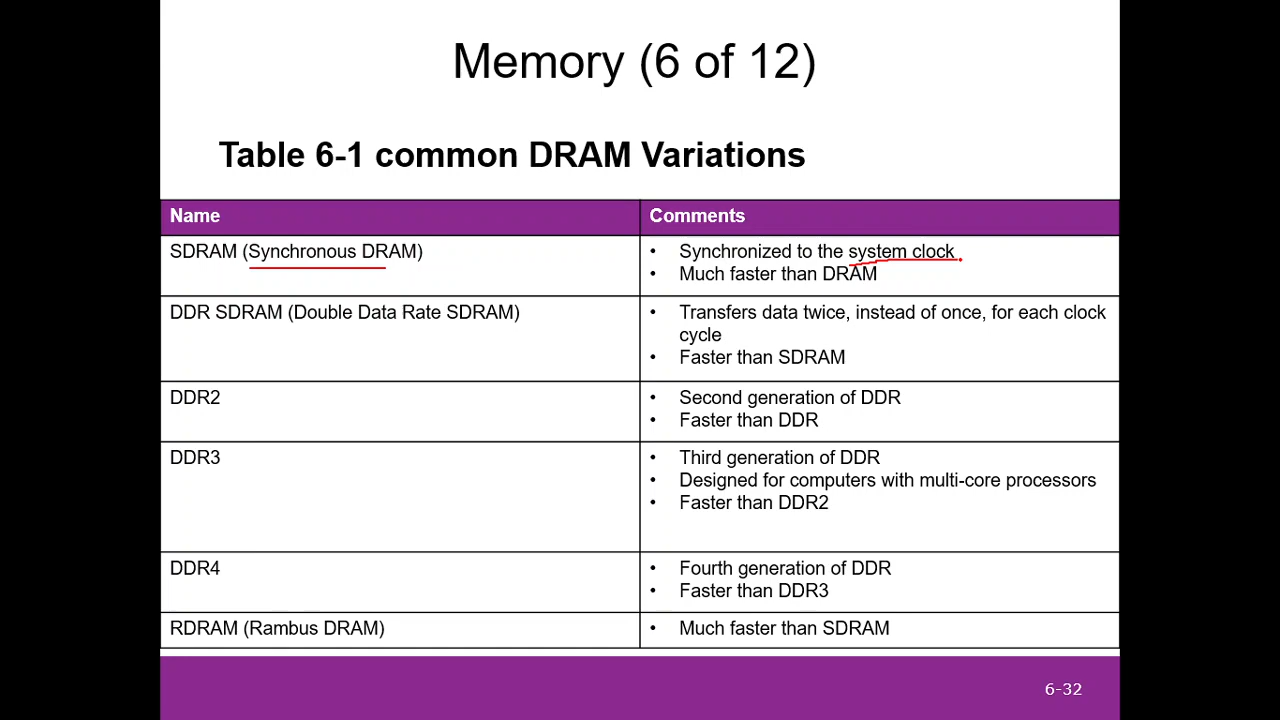 Memory (6 of 12)
Table 6-1 common DRAM Variations
Name
Comments
SDRAM (Synchronous DRAM)
• Synchronized to the system clock
• Much faster than DRAM
DDR SDRAM (Double Data Rate SDRAM)
• Transfers data twice, instead of once, for each clock
cycle
• Faster than SDRAM
DDR2
• Second generation of DDR
• Faster than DDR
DDR3
• Third generation of DDR
• Designed for computers with multi-core processors
• Faster than DDR2
DDR4
• Fourth generation of DDR
• Faster than DDR3
RDRAM (Rambus DRAM)
• Much faster than SDRAM
6-32